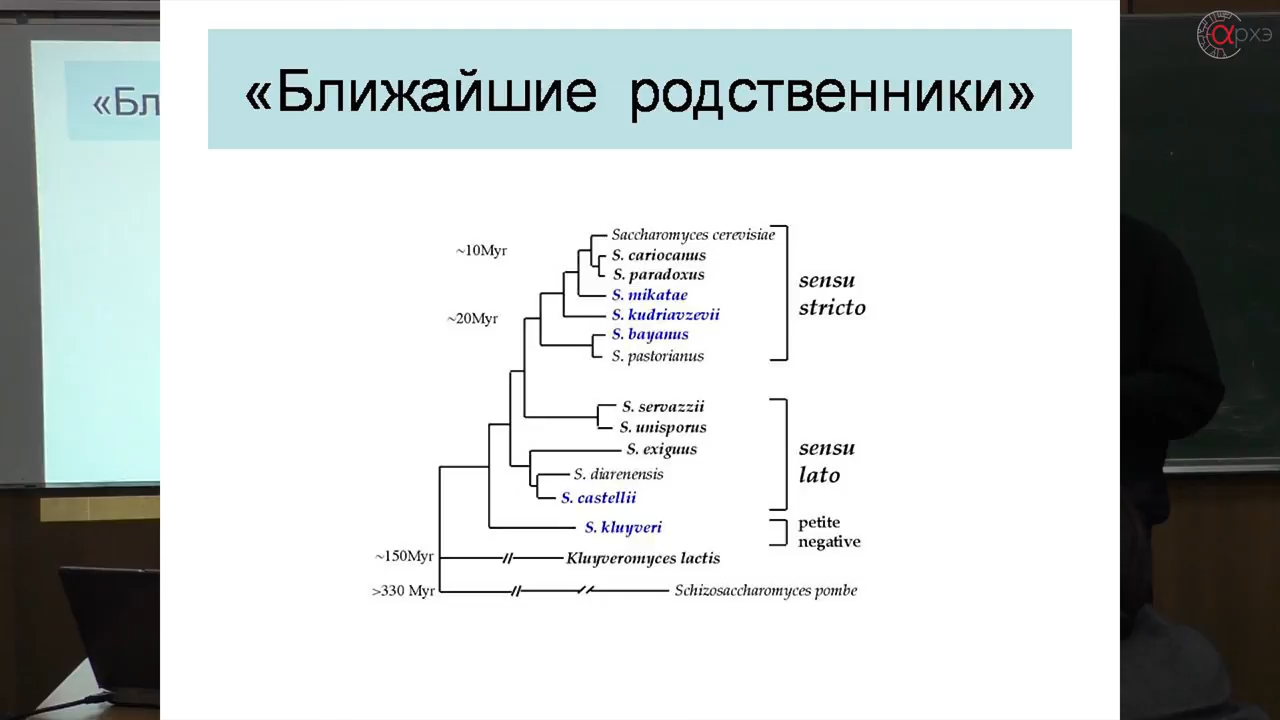 «Ближайшие родственники»
«Бл
αрхэ
~10Myr
~20Myr
~150Myr
>330 Myr
Saccharomyces cerevisiae
S. cariocanus
S. paradoxus
S. mikatae
S. kudriavzevii
S. bayanus
S. pastorianus
sensu
stricto
S. servazzii
S. unisporus
S. exiguus
S. diarenensis
S. castellii
sensu
lato
S. kluyveri
petite
negative
Kluyveromyces lactis
Schizosaccharomyces pombe